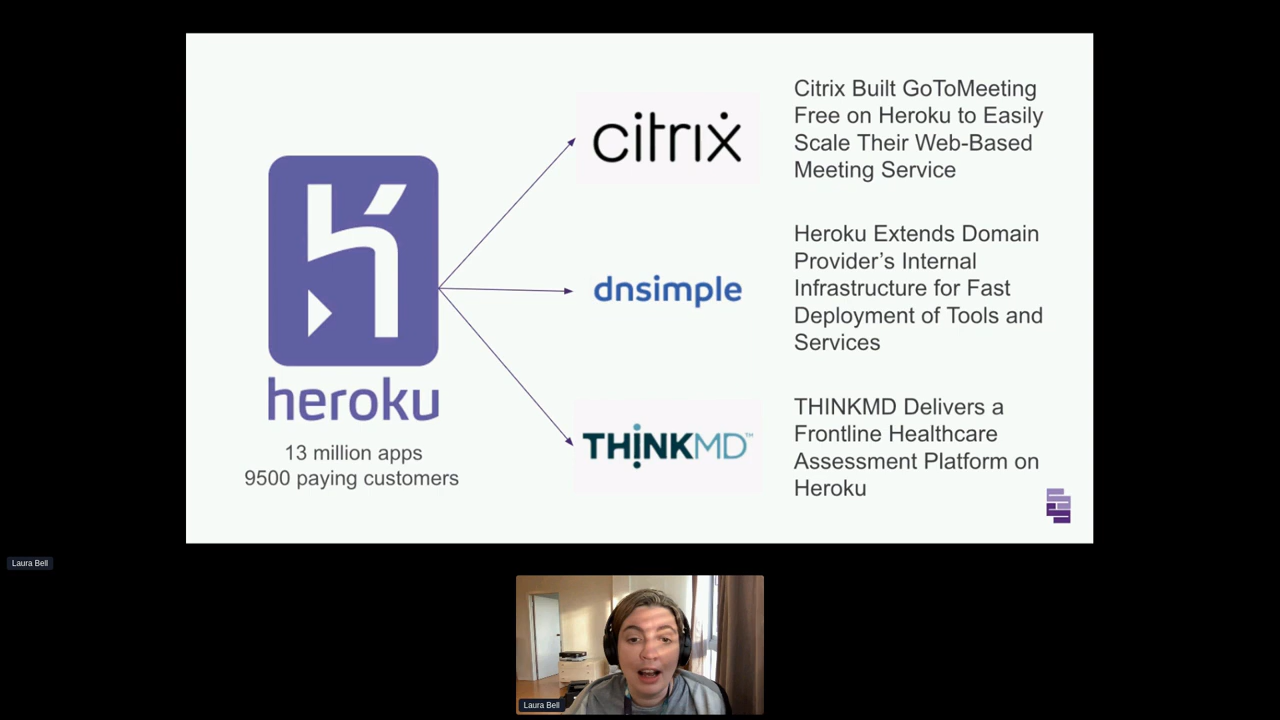 citrix
Citrix Built GoToMeeting
Free on Heroku to Easily
Scale Their Web-Based
Meeting Service
heroku
13 million apps
9500 paying customers
dnsimple
Heroku Extends Domain
Provider’s Internal
Infrastructure for Fast
Deployment of Tools and
Services
THINKMD™
THINKMD Delivers a
Frontline Healthcare
Assessment Platform on
Heroku
Laura Bell
Laura Bell